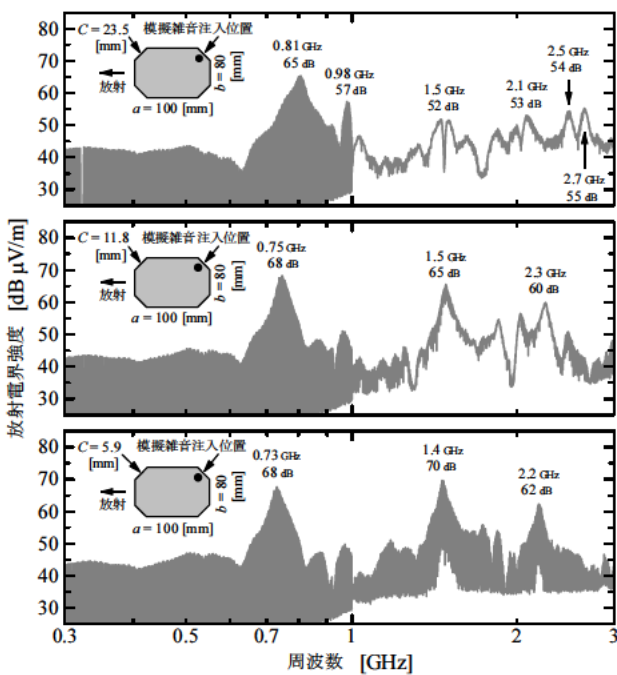 放射電界強度 [dB μV/m]
85
75
65
55
45
35
C = 23.5
[mm]
模擬雑音注入位置
放射
b = 80
[mm]
a = 100 [mm]
0.81 GHz
65 dB
0.98 GHz
57 dB
1.5 GHz
52 dB
2.1 GHz
53 dB
2.5 GHz
54 dB
2.7 GHz
55 dB
80
70
60
50
40
30
C = 11.8
[mm]
模擬雑音注入位置
放射
b = 80
[mm]
a = 100 [mm]
0.75 GHz
68 dB
1.5 GHz
65 dB
2.3 GHz
60 dB
80
70
60
50
40
30
C = 5.9
[mm]
模擬雑音注入位置
放射
b = 80
[mm]
a = 100 [mm]
0.73 GHz
68 dB
1.4 GHz
70 dB
2.2 GHz
62 dB
0.3 0.5 0.7 1 2 3
周波数 [GHz]